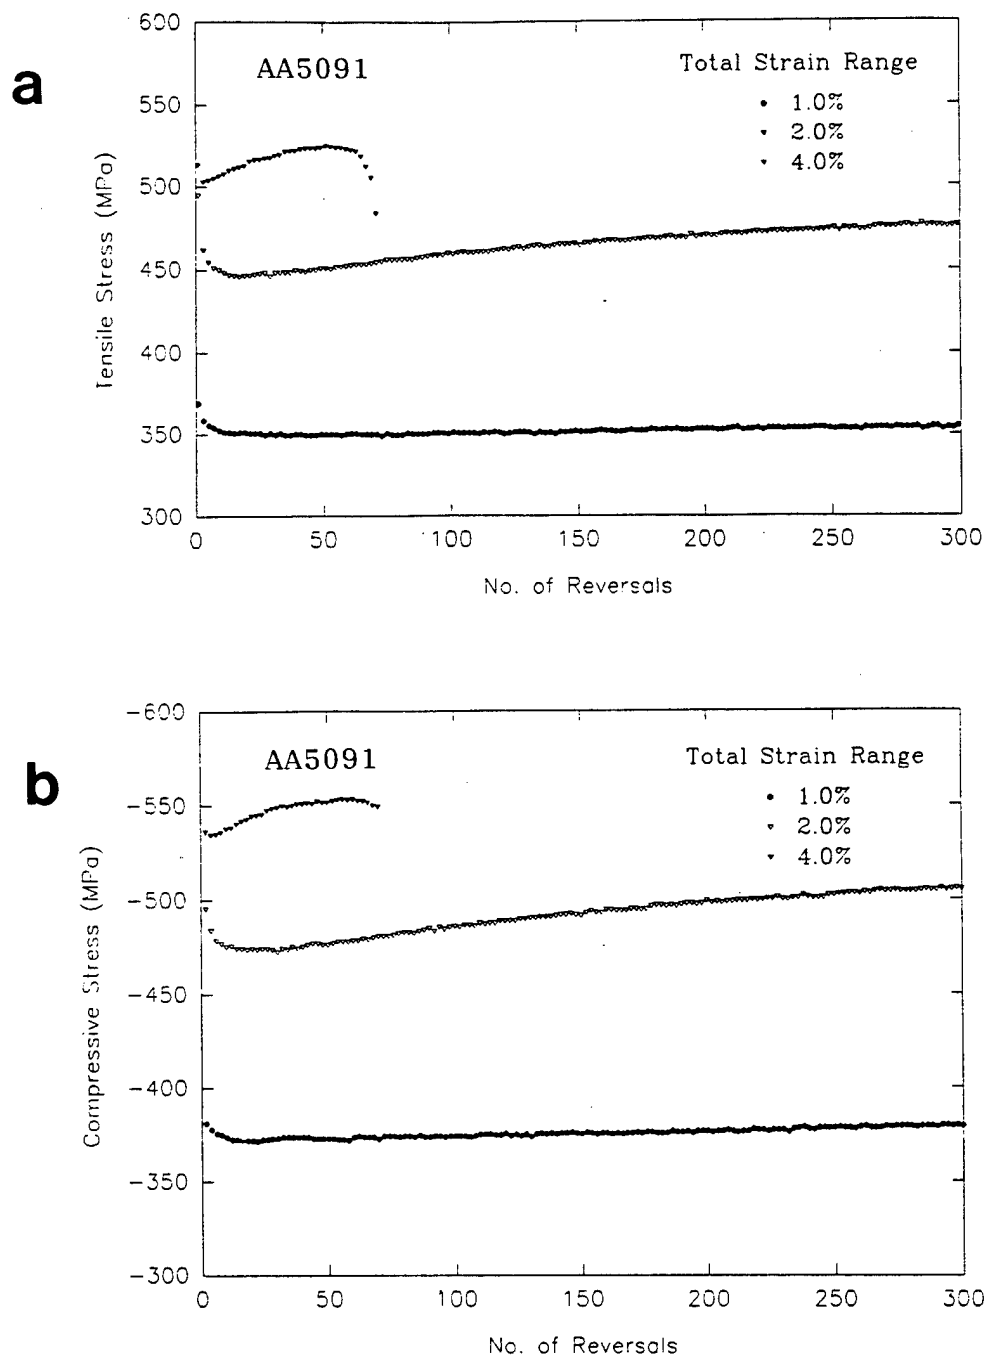 a
600
550
500
450
400
350
300
Tensile Stress (MPa)
AA5091
Total Strain Range
1.0%
2.0%
4.0%
0 50 100 150 200 250 300
No. of Reversals
b
-600
-550
-500
-450
-400
-350
-300
Compressive Stress (MPa)
AA5091
Total Strain Range
1.0%
2.0%
4.0%
0 50 100 150 200 250 300
No. of Reversals